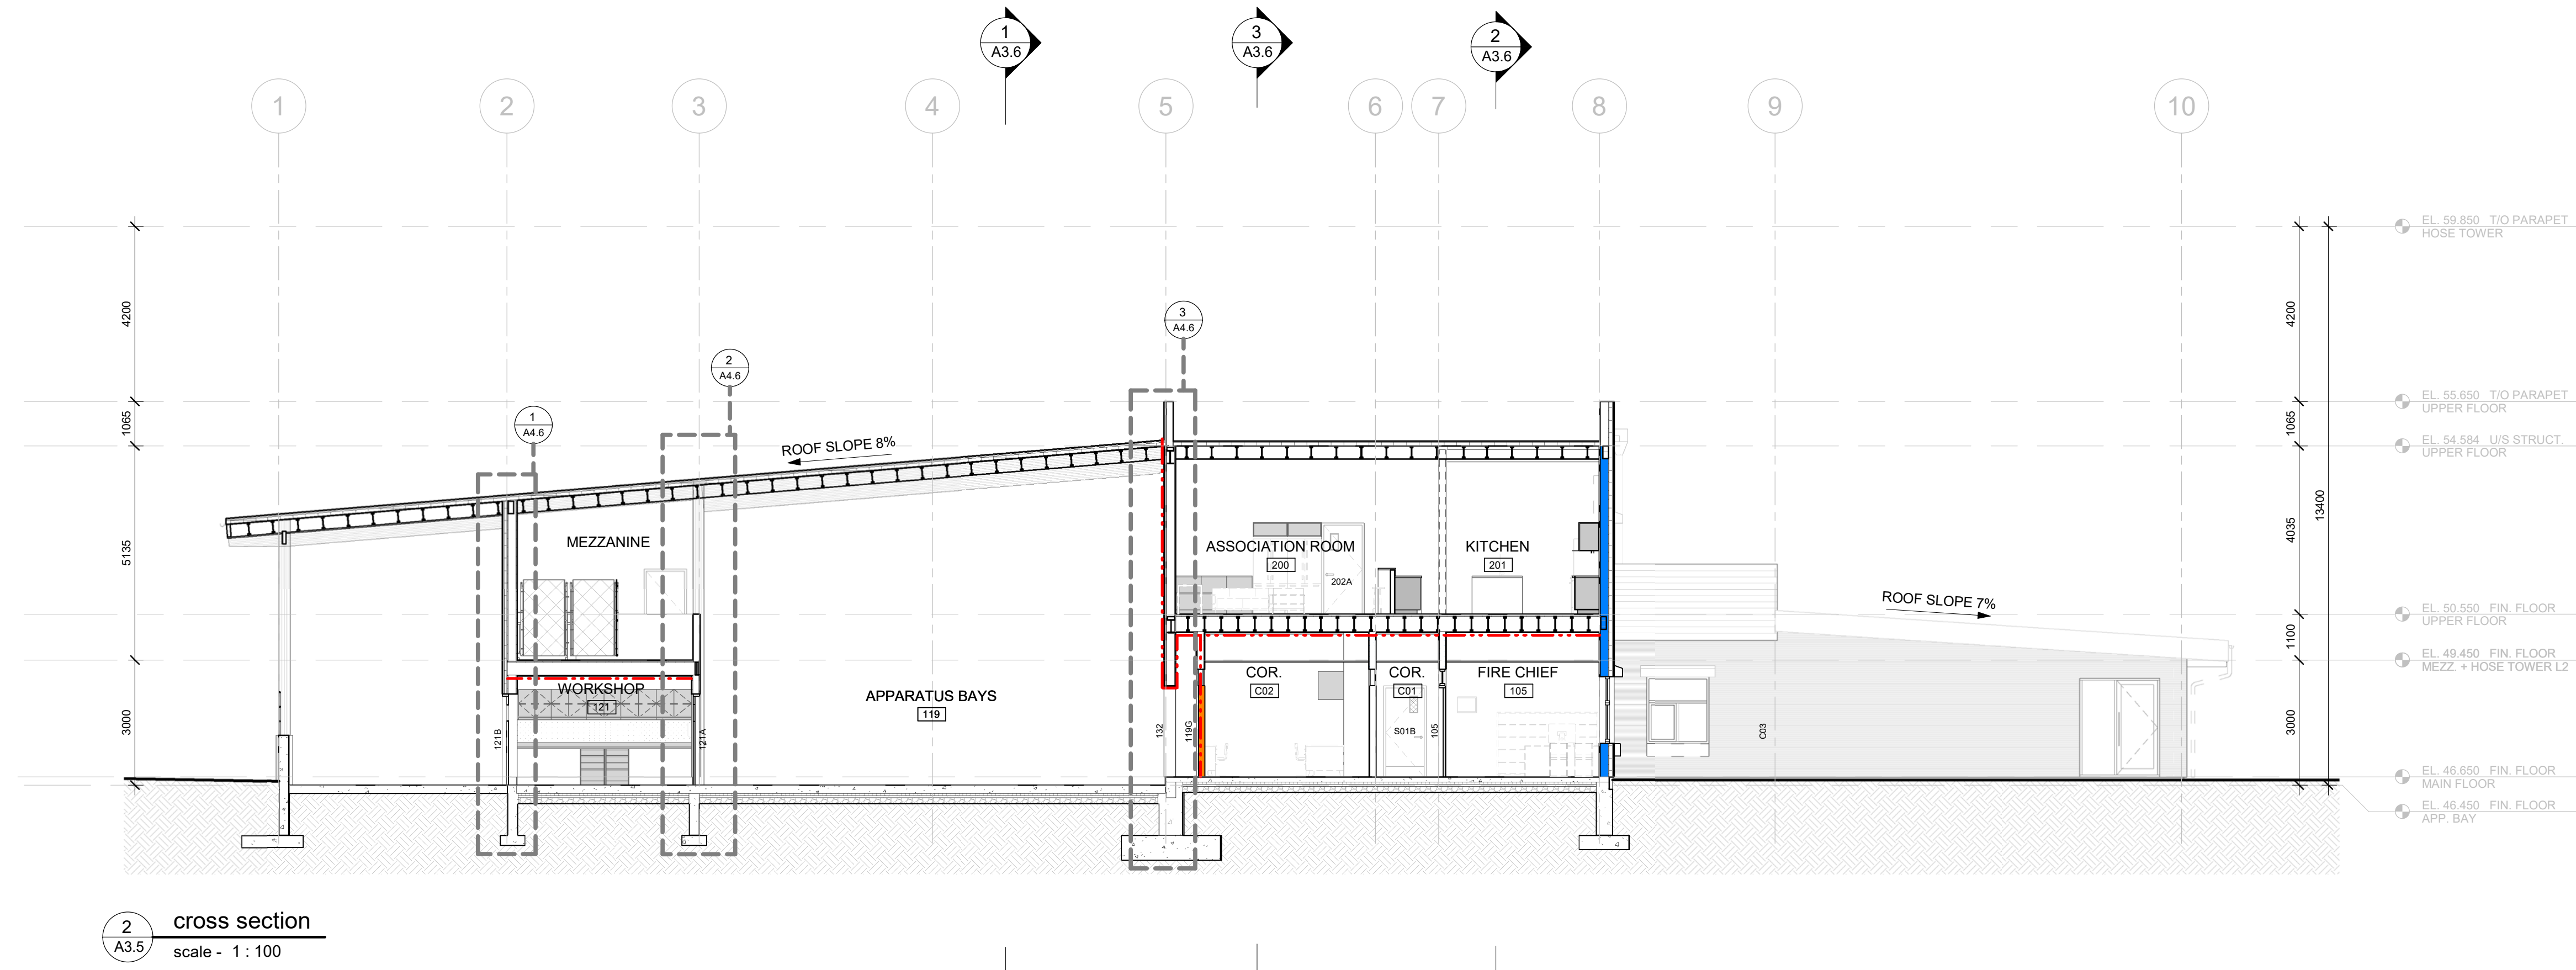 1
A3.6
3
A3.6
2
A3.6
1
2
3
4
5
6
7
8
9
10
EL. 59.850 T/O PARAPET
HOSE TOWER
4200
4200
3
A4.6
2
A4.6
1
A4.6
EL. 55.650 T/O PARAPET
UPPER FLOOR
1065
1065
ROOF SLOPE 8%
EL. 54.584 U/S STRUCT.
UPPER FLOOR
13400
5135
4035
MEZZANINE
ASSOCIATION ROOM
200
KITCHEN
201
202A
ROOF SLOPE 7%
EL. 50.550 FIN. FLOOR
UPPER FLOOR
1100
EL. 49.450 FIN. FLOOR
MEZZ. + HOSE TOWER L2
WORKSHOP
121
APPARATUS BAYS
119
COR.
C02
COR.
C01
FIRE CHIEF
105
3000
3000
121B
121A
132
119G
S01B
105
C03
EL. 46.650 FIN. FLOOR
MAIN FLOOR
EL. 46.450 FIN. FLOOR
APP. BAY
2
A3.5
cross section
scale - 1 : 100